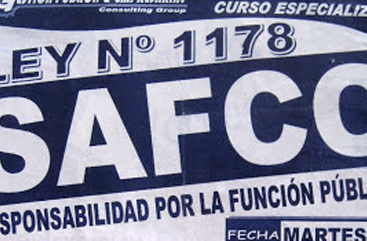 Consulting Group
CURSO ESPECIALIZ
LEY Nº 1178
SAFCO
SPONSABILIDAD POR LA FUNCIÓN PÚBL
FECHA MARTES